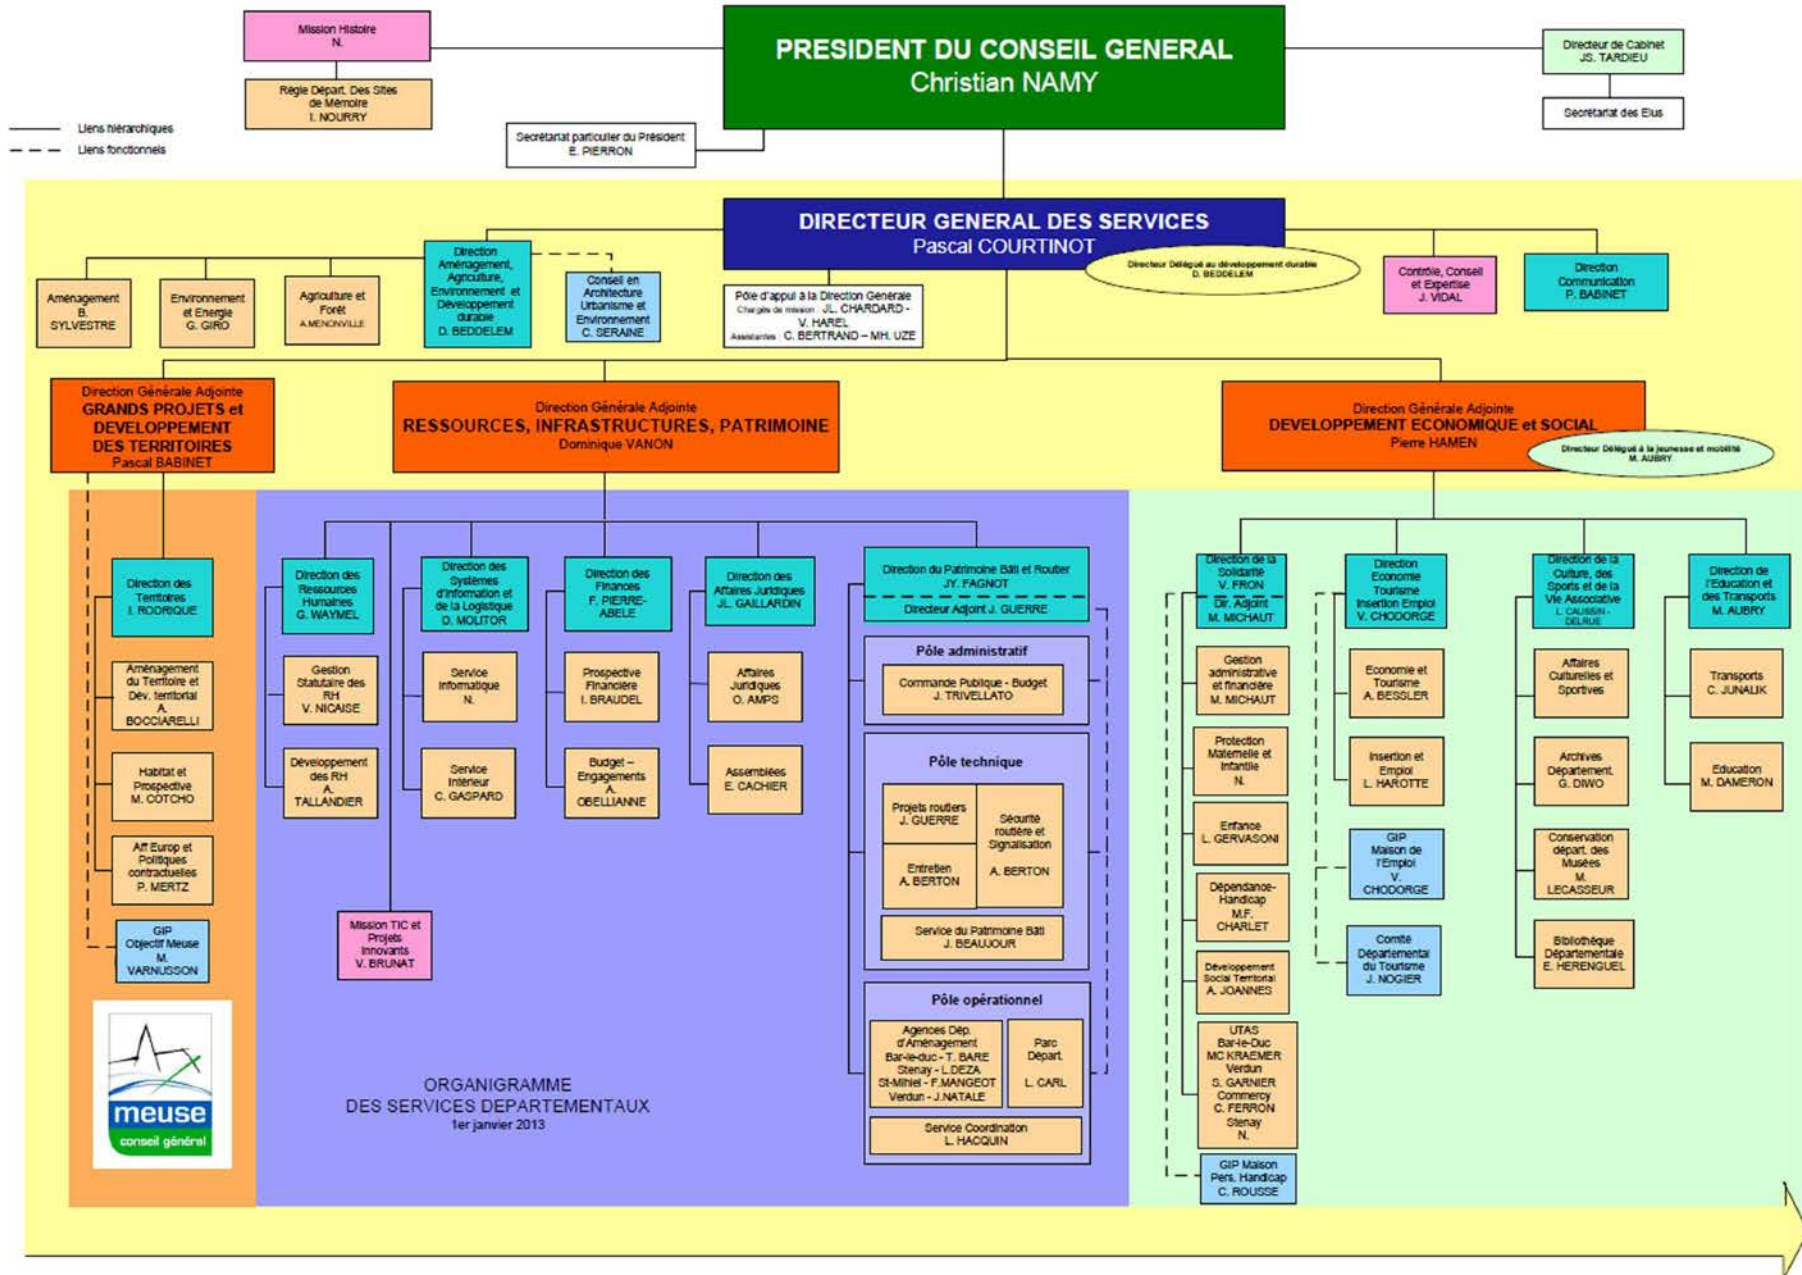 Mission Histoire
N.
Régie Départ. Des Sites
de Mémoire
I. NOURRY
Liens hiérarchiques
Liens fonctionnels
PRESIDENT DU CONSEIL GENERAL
Christian NAMY
Directeur de Cabinet
JS. TARDIEU
Secrétariat des Elus
Secrétariat particulier du Président
E. PIERRON
DIRECTEUR GENERAL DES SERVICES
Pascal COURTINOT
Directeur Délégué au développement durable
D. BEDDELEM
Aménagement
B.
SYLVESTRE
Environnement
et Energie
G. GIRO
Agriculture et
Forêt
A.MENONVILLE
Direction
Aménagement,
Agriculture,
Environnement et
Développement
durable
D. BEDDELEM
Conseil en
Architecture
Urbanisme et
Environnement
C. SERAINE
Pôle d'appui à la Direction Générale
Chargés de mission : JL. CHARDARD -
V. HAREL
Assistantes : C. BERTRAND – MH. UZE
Contrôle, Conseil
et Expertise
J. VIDAL
Direction
Communication
P. BABINET
Direction Générale Adjointe
GRANDS PROJETS et
DEVELOPPEMENT
DES TERRITOIRES
Pascal BABINET
Direction Générale Adjointe
RESSOURCES, INFRASTRUCTURES, PATRIMOINE
Dominique VANON
Direction Générale Adjointe
DEVELOPPEMENT ECONOMIQUE et SOCIAL
Pierre HAMEN
Directeur Délégué à la jeunesse et mobilité
M. AUBRY
Direction des
Territoires
I. RODRIQUE
Aménagement
du Territoire et
Dév. territorial
A.
BOCCIARELLI
Habitat et
Prospective
M. COTCHO
Aff Europ et
Politiques
contractuelles
P. MERTZ
GIP
Objectif Meuse
M.
VARNUSSON
Direction des
Ressources
Humaines
G. WAYMEL
Gestion
Statutaire des
RH
V. NICAISE
Développement
des RH
A.
TALLANDIER
Mission TIC et
Projets
Innovants
V. BRUNAT
Direction des
Systèmes
d'Information et
de la Logistique
D. MOLITOR
Service
Informatique
N.
Service
Intérieur
C. GASPARD
Direction des
Finances
F. PIERRE-
ABELE
Prospective
Financière
I. BRAUDEL
Budget –
Engagements
A.
OBELLIANNE
Direction des
Affaires Juridiques
JL. GAILLARDIN
Affaires
Juridiques
O. AMPS
Assemblées
E. CACHIER
Direction du Patrimoine Bâti et Routier
JY. FAGNOT
Directeur Adjoint J. GUERRE
Pôle administratif
Commande Publique - Budget
J. TRIVELLATO
Pôle technique
Projets routiers
J. GUERRE
Entretien
A. BERTON
Sécurité
routière et
Signalisation
A. BERTON
Service du Patrimoine Bâti
J. BEAUJOUR
Pôle opérationnel
Agences Dép.
d'Aménagement
Bar-le-duc - T. BARE
Stenay - L.DEZA
St-Mihiel - F.MANGEOT
Verdun - J.NATALE
Parc
Départ.
L. CARL
Service Coordination
L. HACQUIN
Direction de la
Solidarité
V. FRON
Dir. Adjoint
M. MICHAUT
Gestion
administrative
et financière
M. MICHAUT
Protection
Maternelle et
Infantile
N.
Enfance
L. GERVASONI
Dépendance-
Handicap
M.F.
CHARLET
Développement
Social Territorial
A. JOANNES
UTAS
Bar-le-Duc
MC KRAEMER
Verdun
S. GARNIER
Commercy
C. FERRON
Stenay
N.
GIP Maison
Pers. Handicap
C. ROUSSE
Direction
Economie
Tourisme
Insertion Emploi
V. CHODORGE
Economie et
Tourisme
A. BESSLER
Insertion et
Emploi
L. HAROTTE
GIP
Maison de
l'Emploi
V.
CHODORGE
Comité
Départemental
du Tourisme
J. NOGIER
Direction de la
Culture, des
Sports et de la
Vie Associative
L. CAUSSIN -
DELRUE
Affaires
Culturelles et
Sportives
Archives
Département.
G. DIWO
Conservation
départ. des
Musées
M.
LECASSEUR
Bibliothèque
Départementale
E. HERENGUEL
Direction de
l'Education et
des Transports
M. AUBRY
Transports
C. JUNALIK
Education
M. DAMERON
meuse
conseil général
ORGANIGRAMME
DES SERVICES DEPARTEMENTAUX
1er janvier 2013